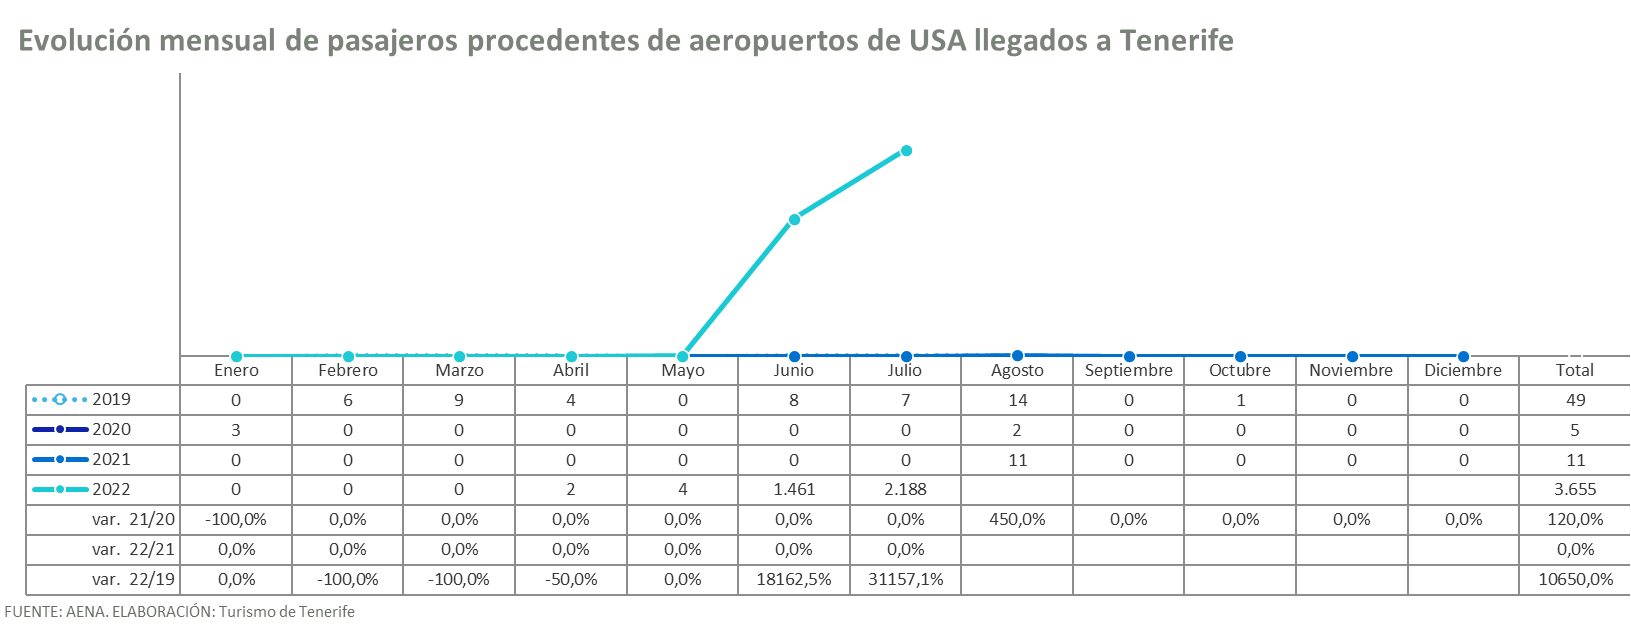 Evolución mensual de pasajeros procedentes de aeropuertos de USA llegados a Tenerife
Enero Febrero Marzo Abril Mayo Junio Julio Agosto Septiembre Octubre Noviembre Diciembre Total
2019 0 6 9 4 0 8 7 14 0 1 0 0 49
2020 3 0 0 0 0 0 0 2 0 0 0 0 5
2021 0 0 0 0 0 0 0 11 0 0 0 0 11
2022 0 0 0 2 4 1.461 2.188 3.655
var. 21/20 -100,0% 0,0% 0,0% 0,0% 0,0% 0,0% 0,0% 450,0% 0,0% 0,0% 0,0% 0,0% 120,0%
var. 22/21 0,0% 0,0% 0,0% 0,0% 0,0% 0,0% 0,0% 0,0%
var. 22/19 0,0% -100,0% -100,0% -50,0% 0,0% 18162,5% 31157,1% 10650,0%
FUENTE: AENA. ELABORACIÓN: Turismo de Tenerife